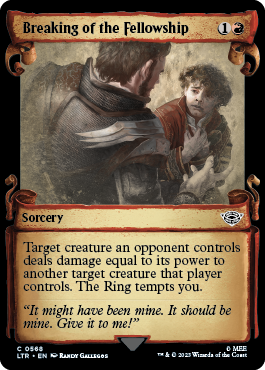 Breaking of the Fellowship 1
Sorcery
Target creature an opponent controls
deals damage equal to its power to
another target creature that player
controls. The Ring tempts you.
“It might have been mine. It should be
mine. Give it to me!”
C 0568 © MEE
LTR • EN RANDY GALLEGOS ™ & © 2023 Wizards of the Coast